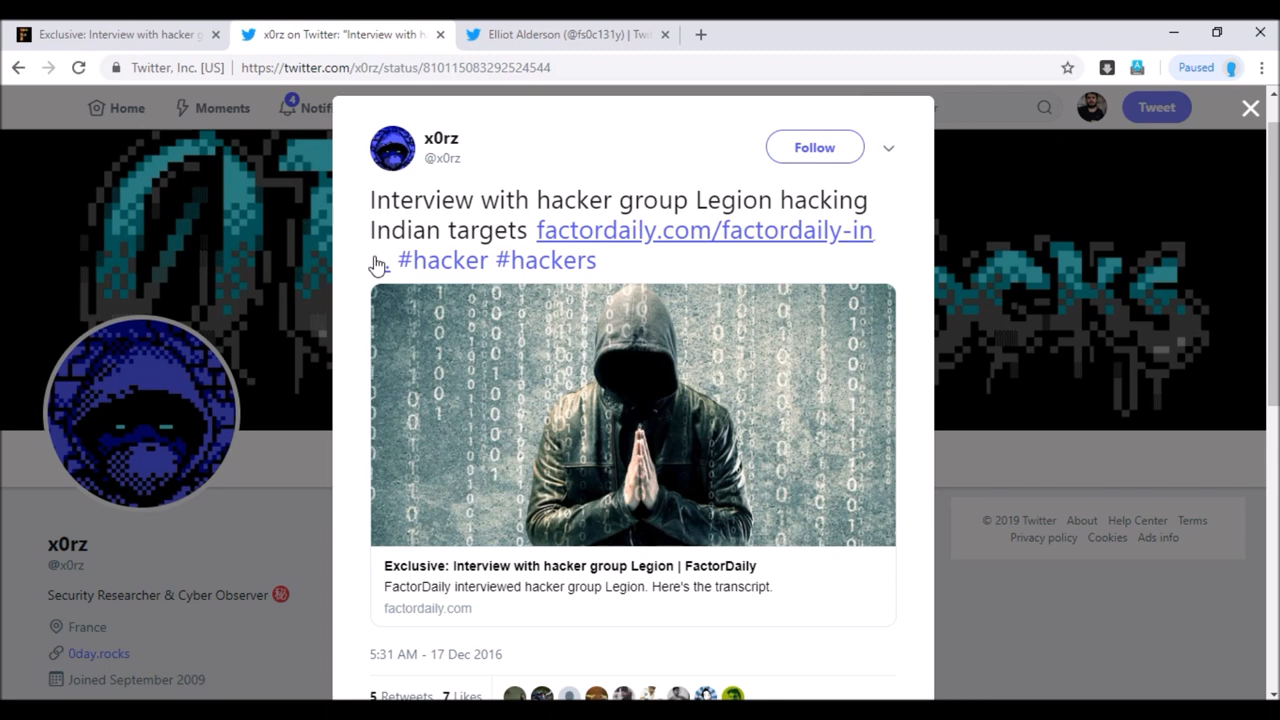 Exclusive: Interview with hacker g
x0rz on Twitter: "Interview with h
Elliot Alderson (@fs0c131y) | Twi
Twitter, Inc. [US]
https://twitter.com/x0rz/status/810115083292524544
Paused
Home
Moments
4
Notifi
Tweet
x0rz
@x0rz
Follow
Interview with hacker group Legion hacking
Indian targets factordaily.com/factordaily-in
#hacker #hackers
Exclusive: Interview with hacker group Legion | FactorDaily
FactorDaily interviewed hacker group Legion. Here's the transcript.
factordaily.com
5:31 AM - 17 Dec 2016
5 Retweets 7 Likes
x0rz
@x0rz
Security Researcher & Cyber Observer
France
0day.rocks
Joined September 2009
© 2019 Twitter About Help Center Terms
Privacy policy Cookies Ads info